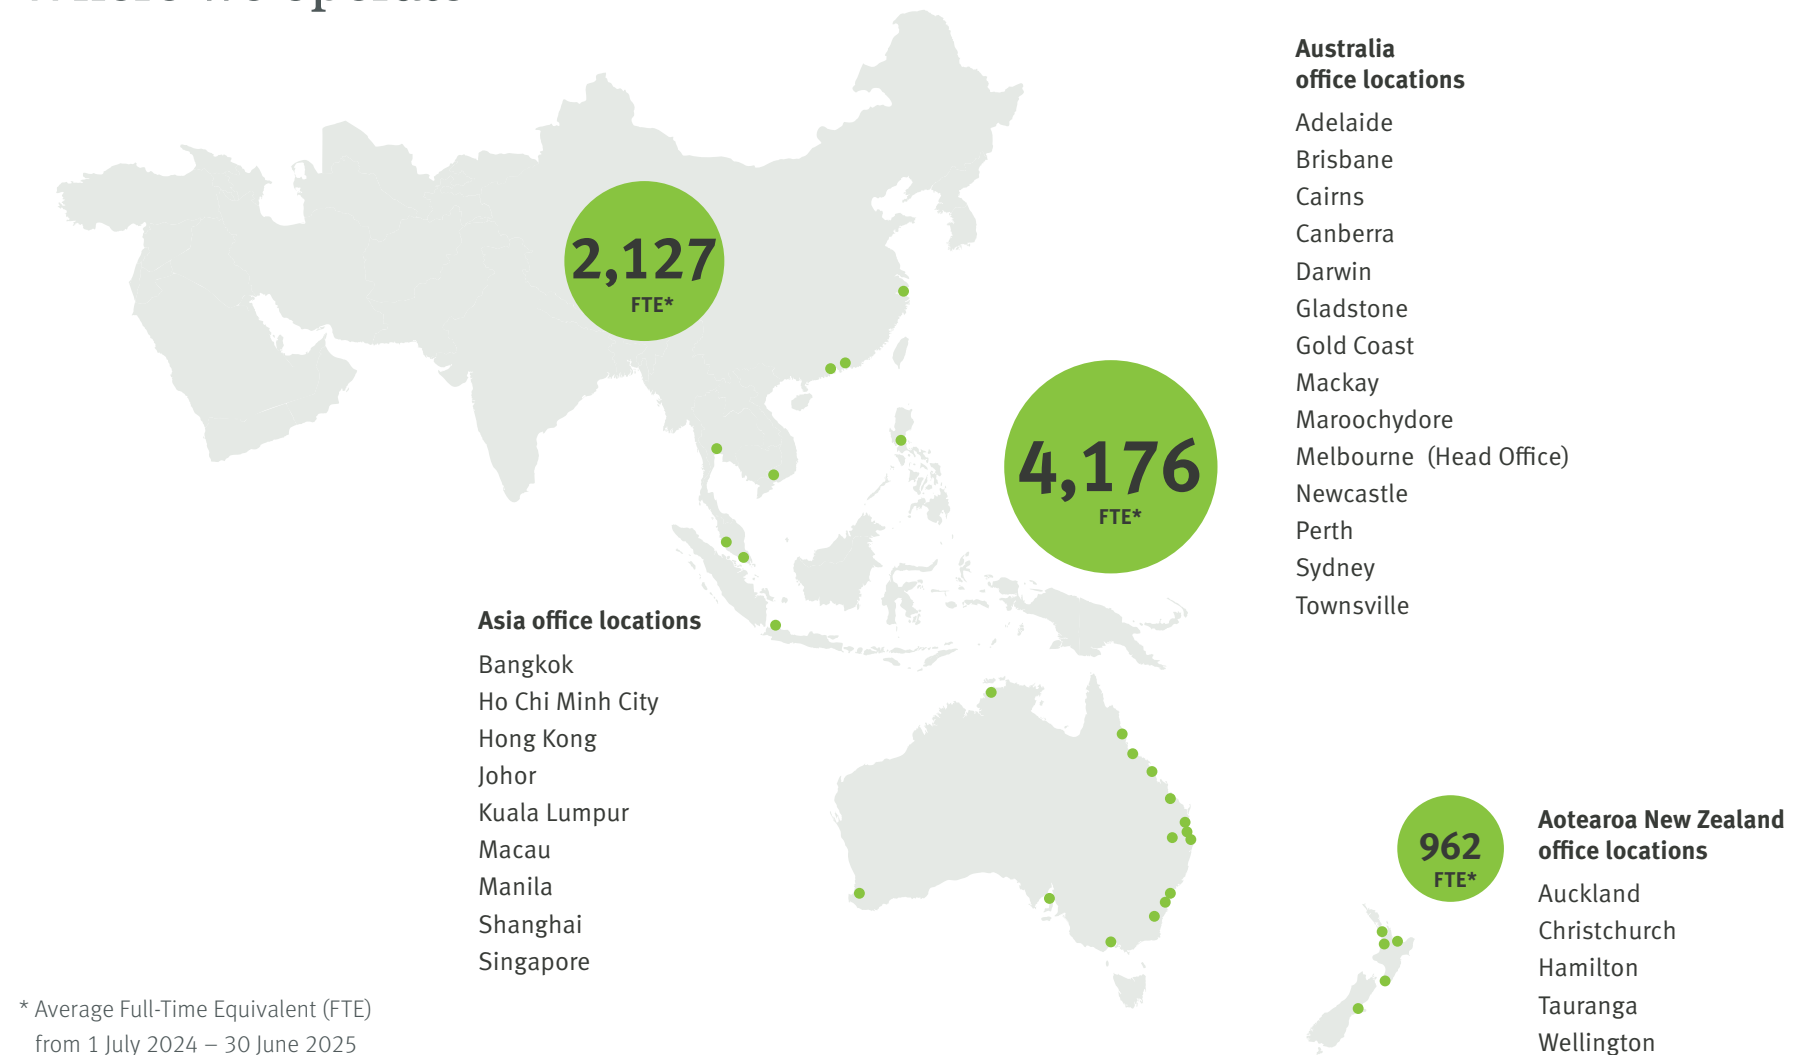 2,127
FTE*
4,176
FTE*
Australia
office locations
Adelaide
Brisbane
Cairns
Canberra
Darwin
Gladstone
Gold Coast
Mackay
Maroochydore
Melbourne (Head Office)
Newcastle
Perth
Sydney
Townsville
Asia office locations
Bangkok
Ho Chi Minh City
Hong Kong
Johor
Kuala Lumpur
Macau
Manila
Shanghai
Singapore
962
FTE*
Aotearoa New Zealand
office locations
Auckland
Christchurch
Hamilton
Tauranga
Wellington
* Average Full-Time Equivalent (FTE)
from 1 July 2024 – 30 June 2025